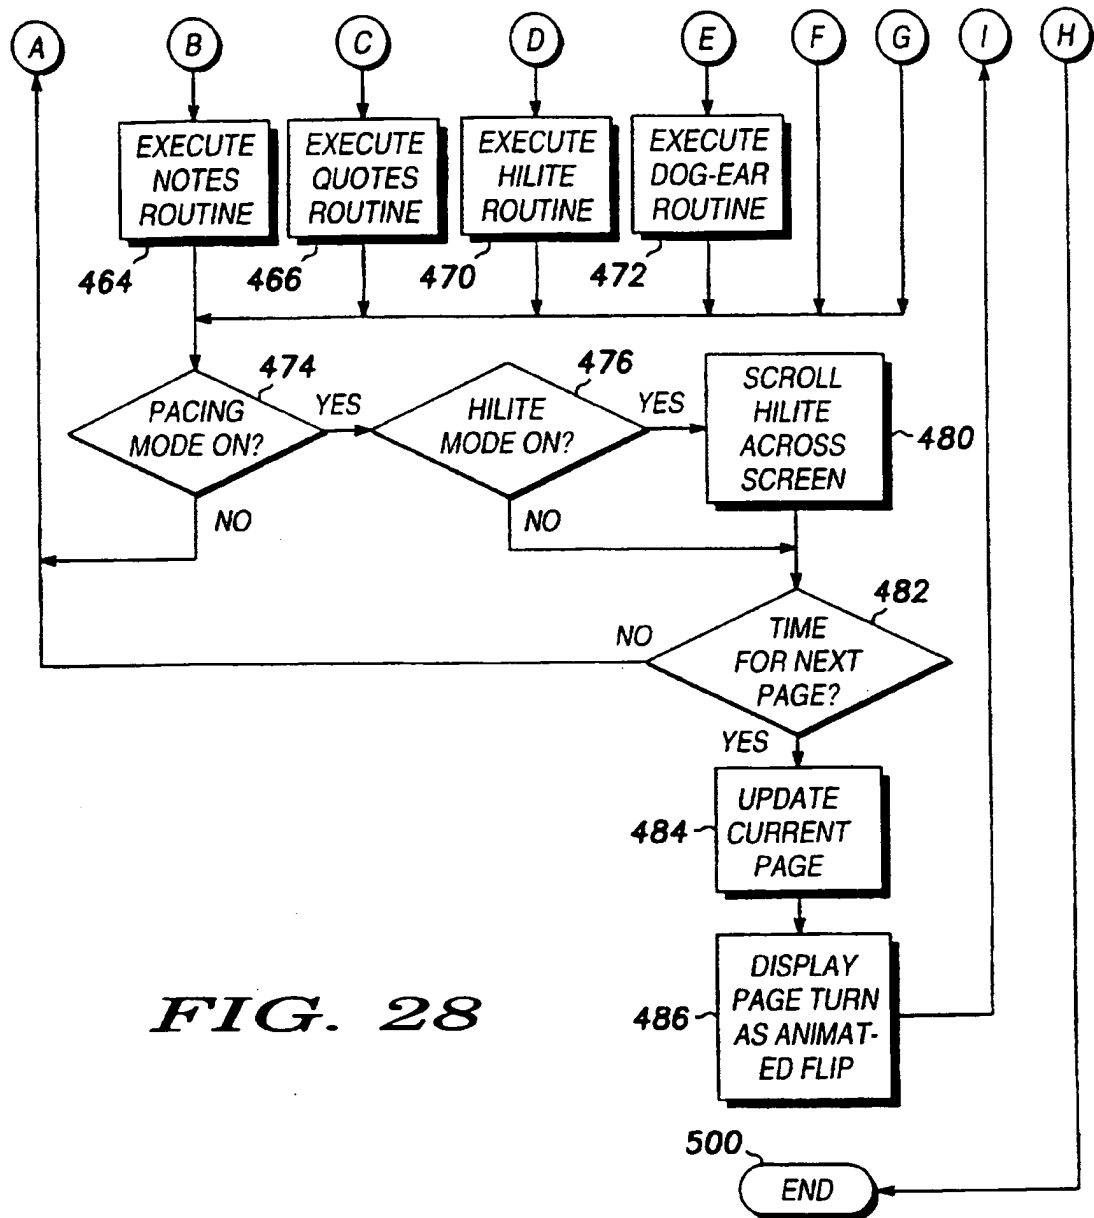 A B C D E F G I H
EXECUTE
NOTES
ROUTINE
464
EXECUTE
QUOTES
ROUTINE
466
EXECUTE
HILITE
ROUTINE
470
EXECUTE
DOG-EAR
ROUTINE
472
PACING
MODE ON?
474
YES
NO
HILITE
MODE ON?
476
YES
NO
SCROLL
HILITE
ACROSS
SCREEN
480
TIME
FOR NEXT
PAGE?
482
NO
YES
UPDATE
CURRENT
PAGE
484
DISPLAY
PAGE TURN
AS ANIMAT-
ED FLIP
486
FIG. 28
500
END